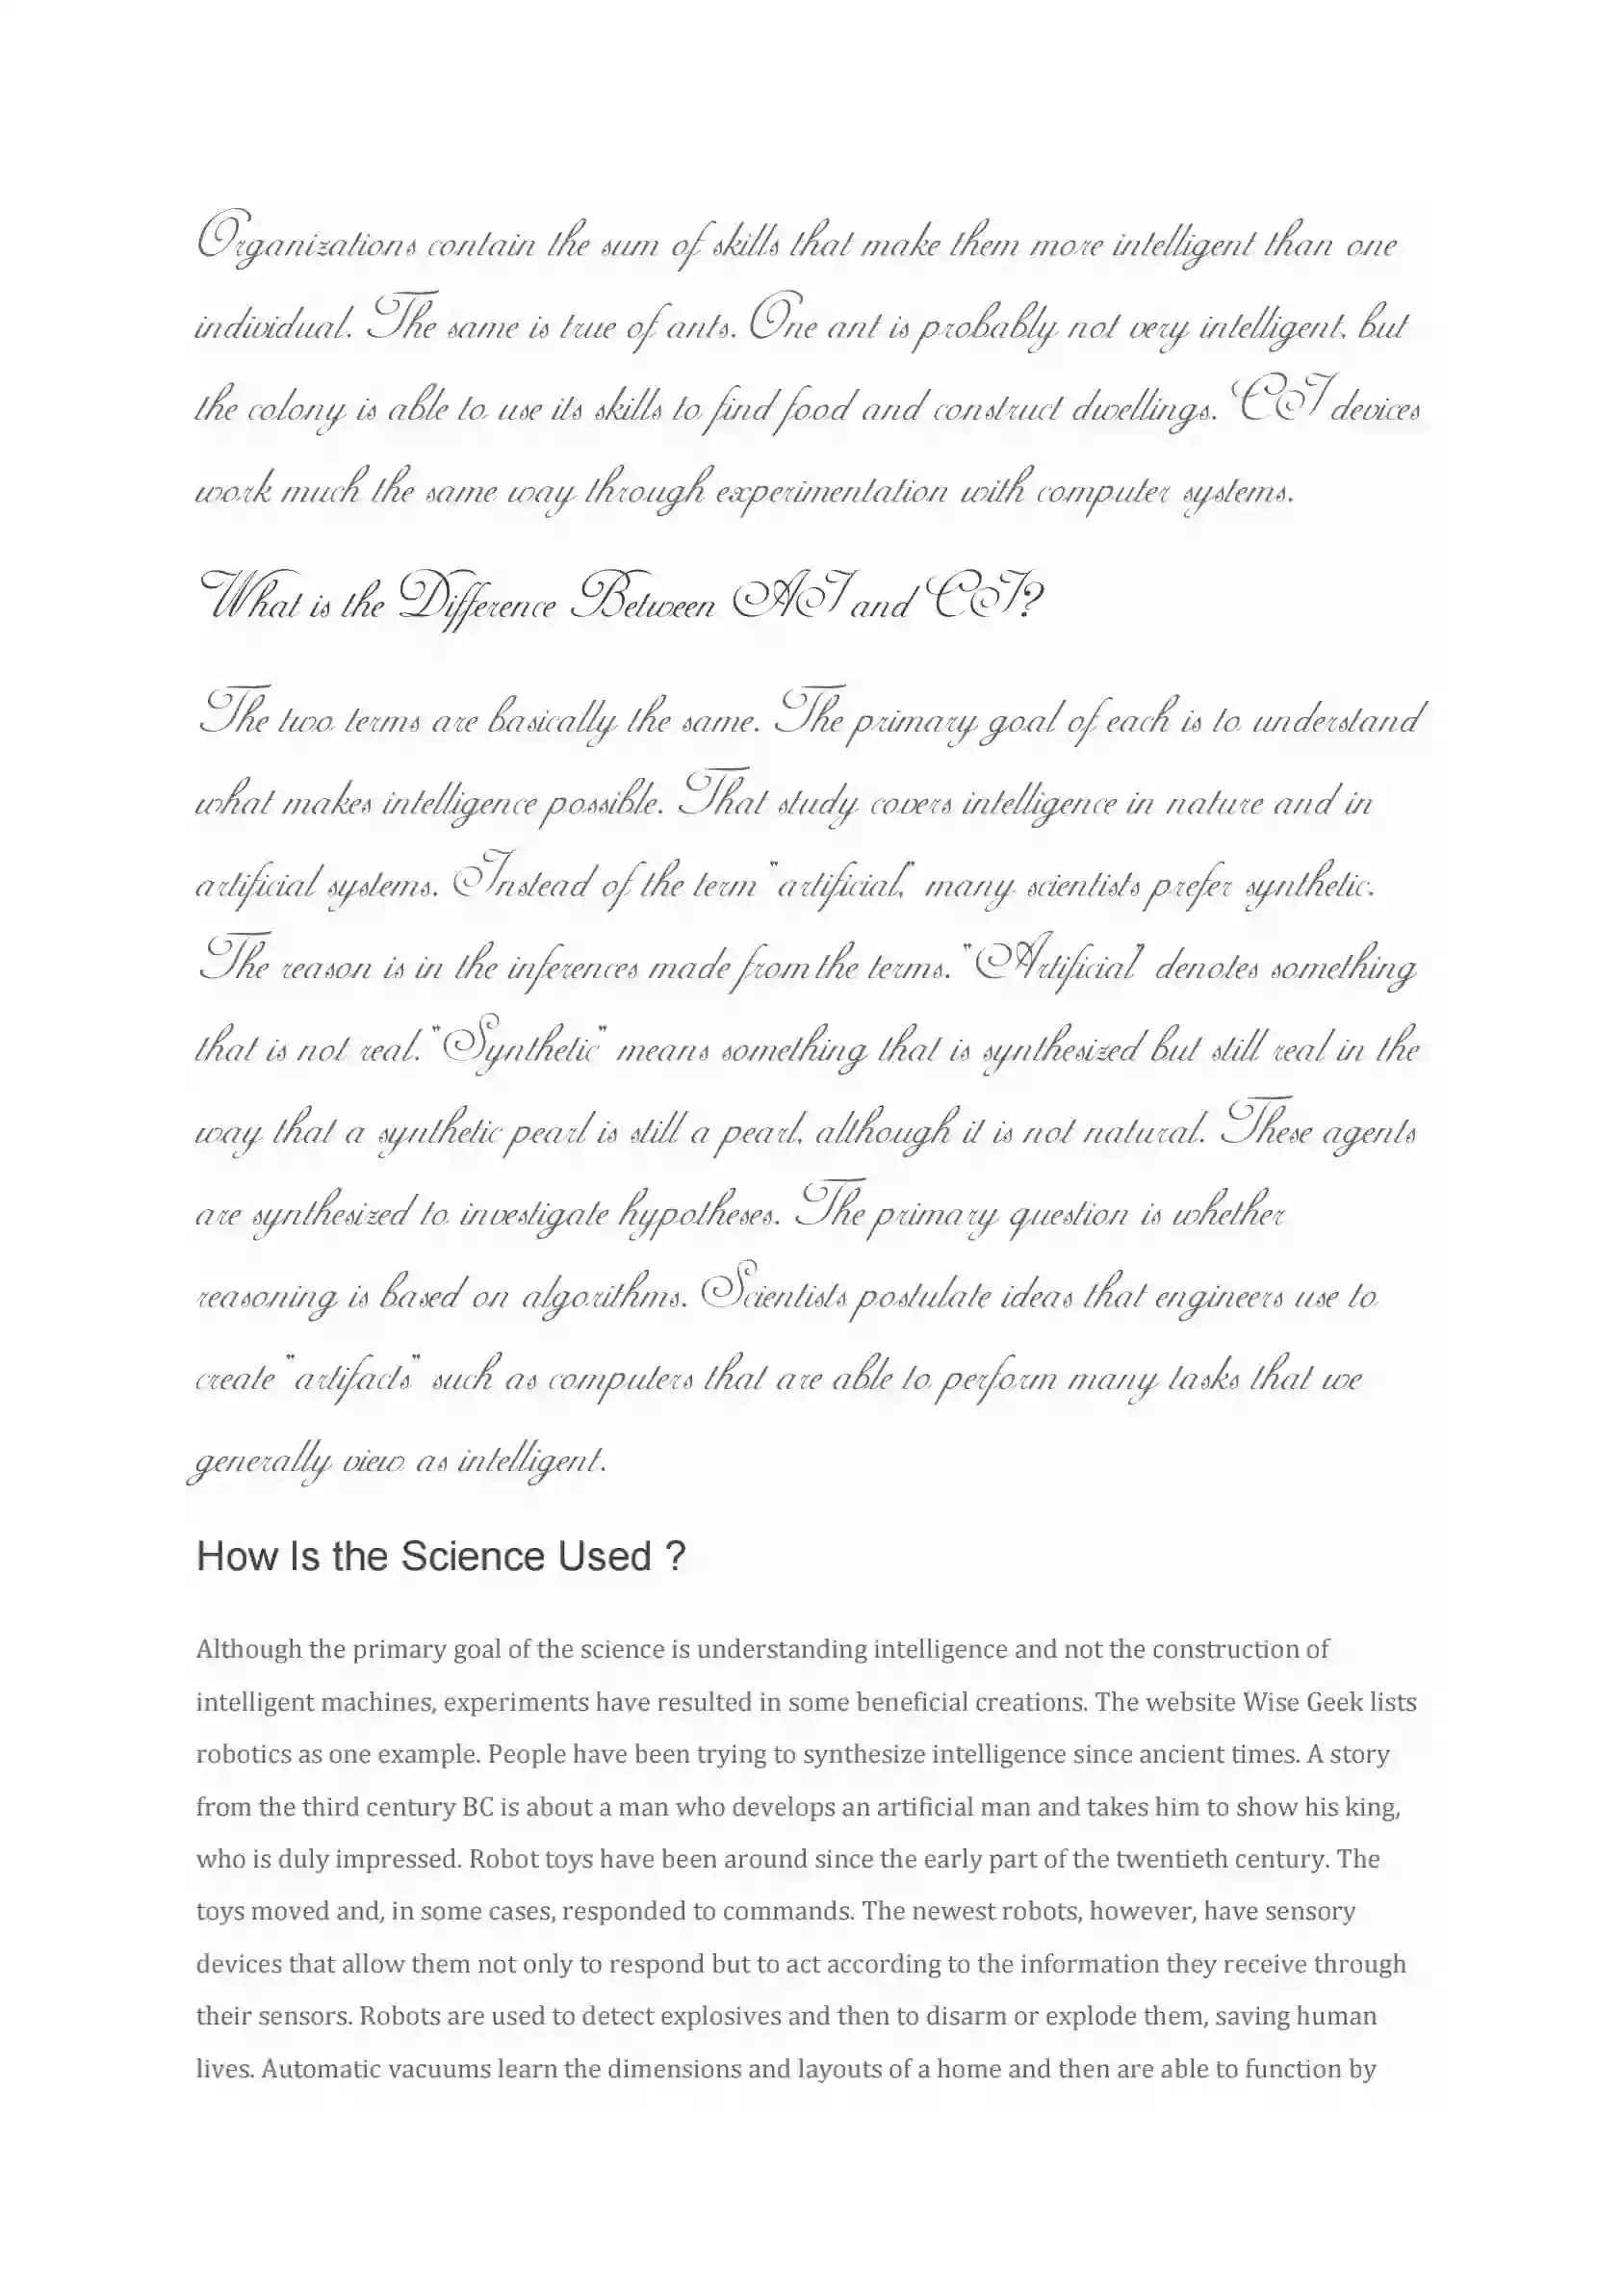 Organizations contain the sum of skills that make them more intelligent than one
individual. The same is true of ants. One ant is probably not very intelligent, but
the colony is able to use its skills to find food and construct dwellings. CI devices
work much the same way through experimentation with computer systems.
What is the Difference Between AI and CI?
The two terms are basically the same. The primary goal of each is to understand
what makes intelligence possible. That study covers intelligence in nature and in
artificial systems. Instead of the term "artificial," many scientists prefer synthetic.
The reason is in the inferences made from the terms. "Artificial" denotes something
that is not real. "Synthetic" means something that is synthesized but still real in the
way that a synthetic pearl is still a pearl, although it is not natural. These agents
are synthesized to investigate hypotheses. The primary question is whether
reasoning is based on algorithms. Scientists postulate ideas that engineers use to
create "artifacts" such as computers that are able to perform many tasks that we
generally view as intelligent.
How Is the Science Used ?
Although the primary goal of the science is understanding intelligence and not the construction of
intelligent machines, experiments have resulted in some beneficial creations. The website Wise Geek lists
robotics as one example. People have been trying to synthesize intelligence since ancient times. A story
from the third century BC is about a man who develops an artificial man and takes him to show his king,
who is duly impressed. Robot toys have been around since the early part of the twentieth century. The
toys moved and, in some cases, responded to commands. The newest robots, however, have sensory
devices that allow them not only to respond but to act according to the information they receive through
their sensors. Robots are used to detect explosives and then to disarm or explode them, saving human
lives. Automatic vacuums learn the dimensions and layouts of a home and then are able to function by